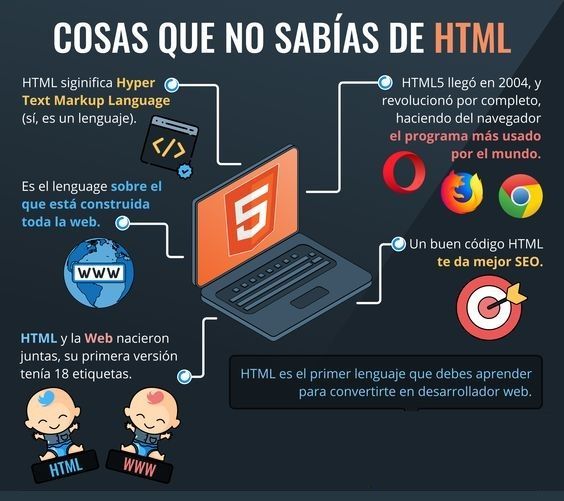 COSAS QUE NO SABÍAS DE HTML
HTML siginifica Hyper
Text Markup Language
(sí, es un lenguaje).
</>
Es el lenguage sobre el
que está construida
toda la web.
WWW
HTML y la Web nacieron
juntas, su primera versión
tenía 18 etiquetas.
HTML
WWW
5
HTML5 llegó en 2004, y
revolucionó por completo,
haciendo del navegador
el programa más usado
por el mundo.
Un buen código HTML
te da mejor SEO.
HTML es el primer lenguaje que debes aprender
para convertirte en desarrollador web.